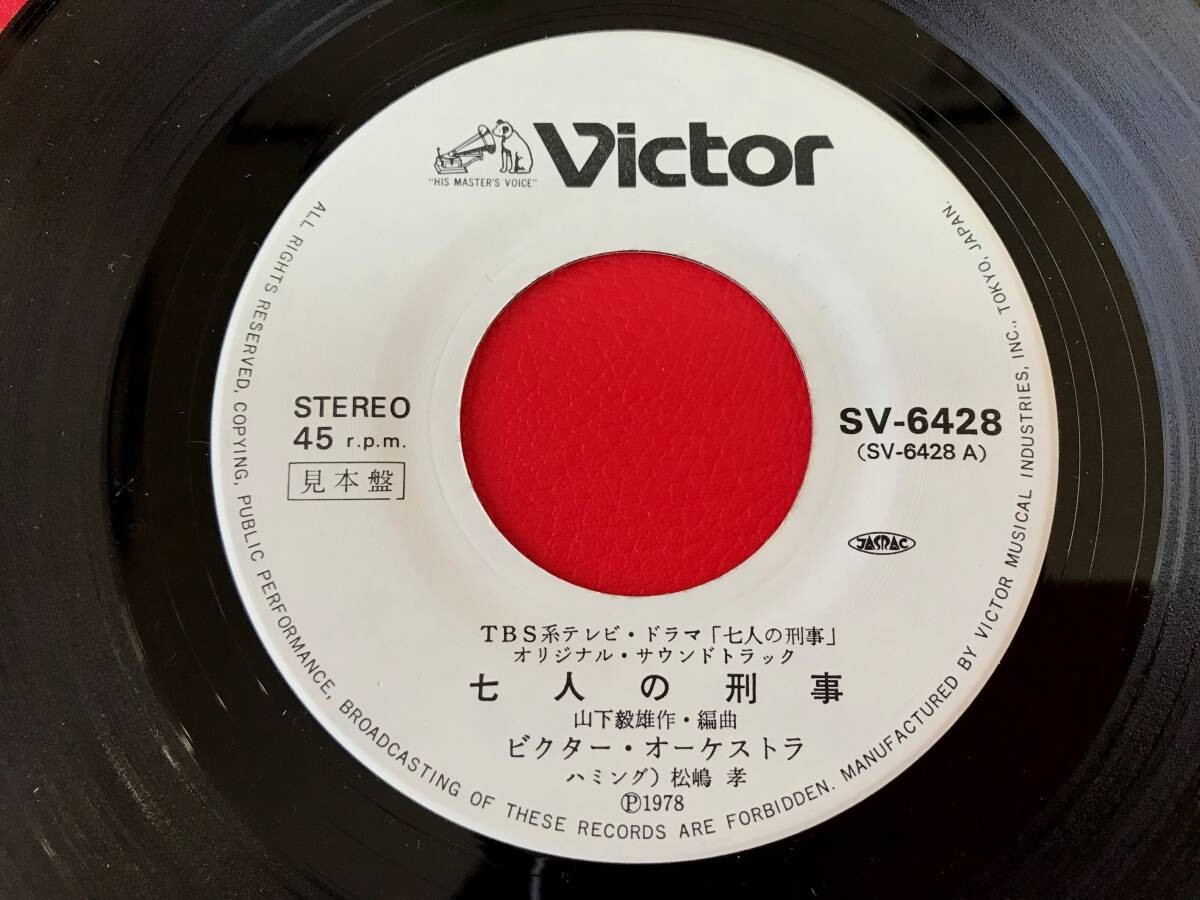 Victor
"HIS MASTER'S VOICE"
STEREO
45 r.p.m.
見本盤
SV-6428
(SV-6428 A)
JASRAC
TBS系テレビ・ドラマ「七人の刑事」
オリジナル・サウンドトラック
七人の刑事
山下毅雄作・編曲
ビクター・オーケストラ
ハミング) 松嶋 孝
Ⓟ1978
ALL RIGHTS RESERVED, COPYING, PUBLIC PERFORMANCE, BROADCASTING OF THESE RECORDS ARE FORBIDDEN. MANUFACTURED BY VICTOR MUSICAL INDUSTRIES, INC., TOKYO, JAPAN.